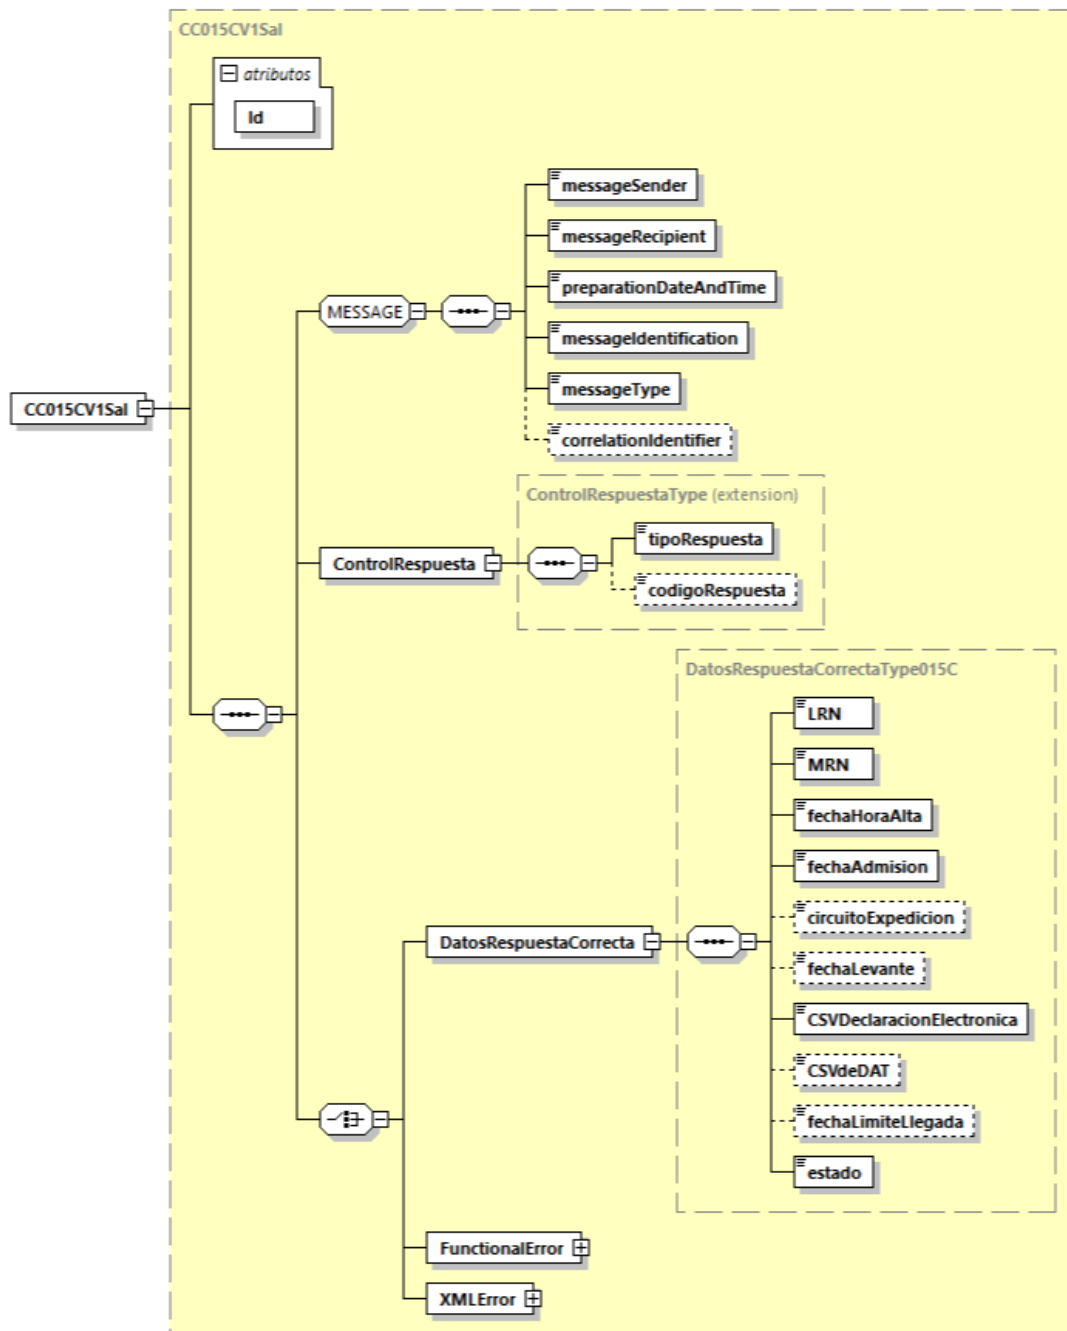 CC015CV1Sal
atributos
Id
messageSender
messageRecipient
preparationDateAndTime
MESSAGE
messageIdentification
messageType
CC015CV1Sal
correlationIdentifier
ControlRespuestaType (extension)
tipoRespuesta
ControlRespuesta
codigoRespuesta
DatosRespuestaCorrectaType015C
LRN
MRN
fechaHoraAlta
fechaAdmision
circuitoExpedicion
DatosRespuestaCorrecta
fechaLevante
CSVDeclaracionElectronica
CSVdeDAT
fechaLimiteLlegada
estado
FunctionalError
XMLError